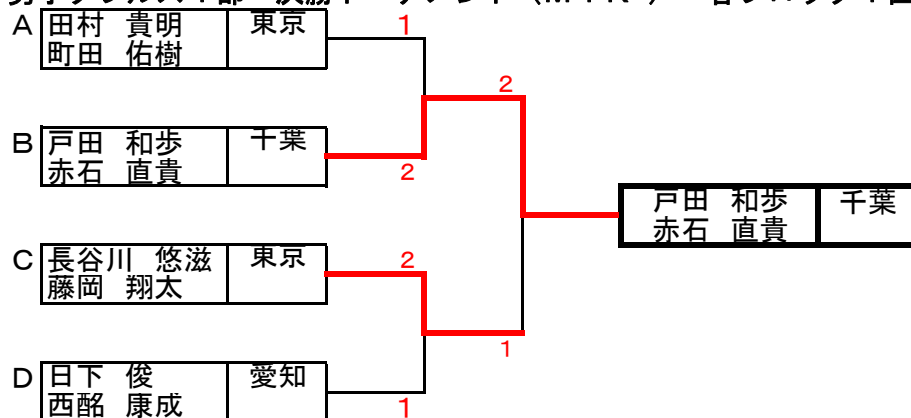 A 田村 貴明 東京
町田 佑樹
1
2
B 戸田 和歩 千葉
赤石 直貴
2
戸田 和歩 千葉
赤石 直貴
C 長谷川 悠滋 東京
藤岡 翔太
2
1
D 日下 俊 愛知
西酩 康成
1